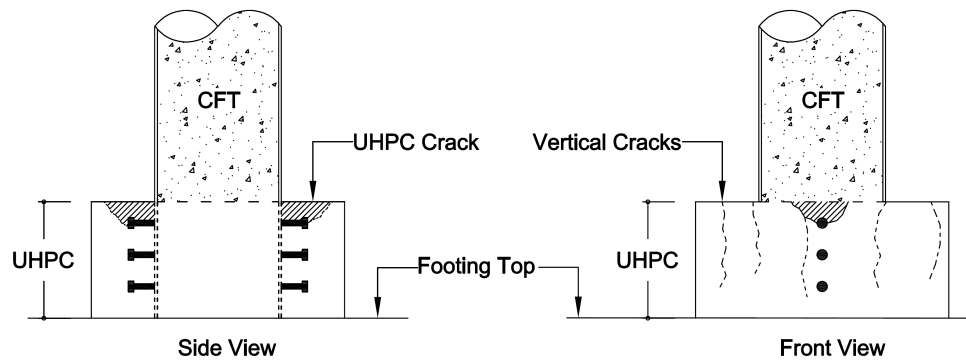 CFT
UHPC Crack
UHPC
Footing Top
Side View
CFT
Vertical Cracks
UHPC
Front View